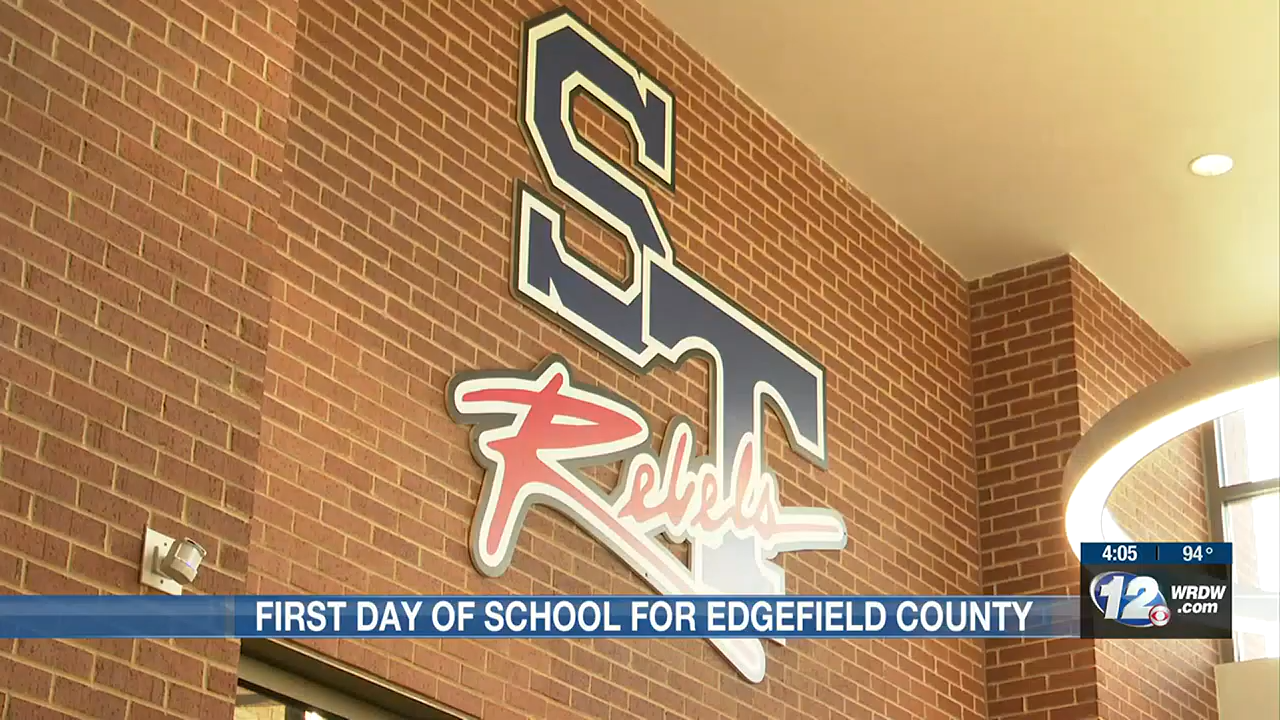 ST
Rebels
4:05 94°
FIRST DAY OF SCHOOL FOR EDGEFIELD COUNTY
12 WRDW
.com